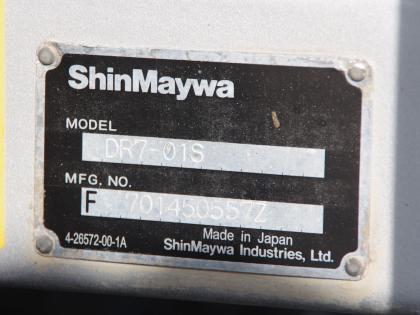 ShinMaywa
MODEL
DR7-01S
MFG. NO.
F 7014505572
4-26572-00-1A
Made in Japan
ShinMaywa Industries, Ltd.